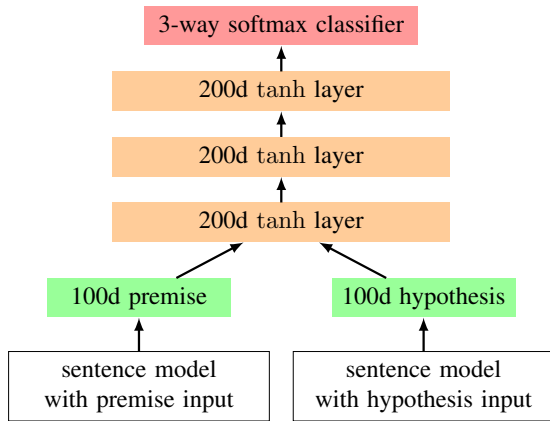 3-way softmax classifier
200d tanh layer
200d tanh layer
200d tanh layer
100d premise
100d hypothesis
sentence model
with premise input
sentence model
with hypothesis input